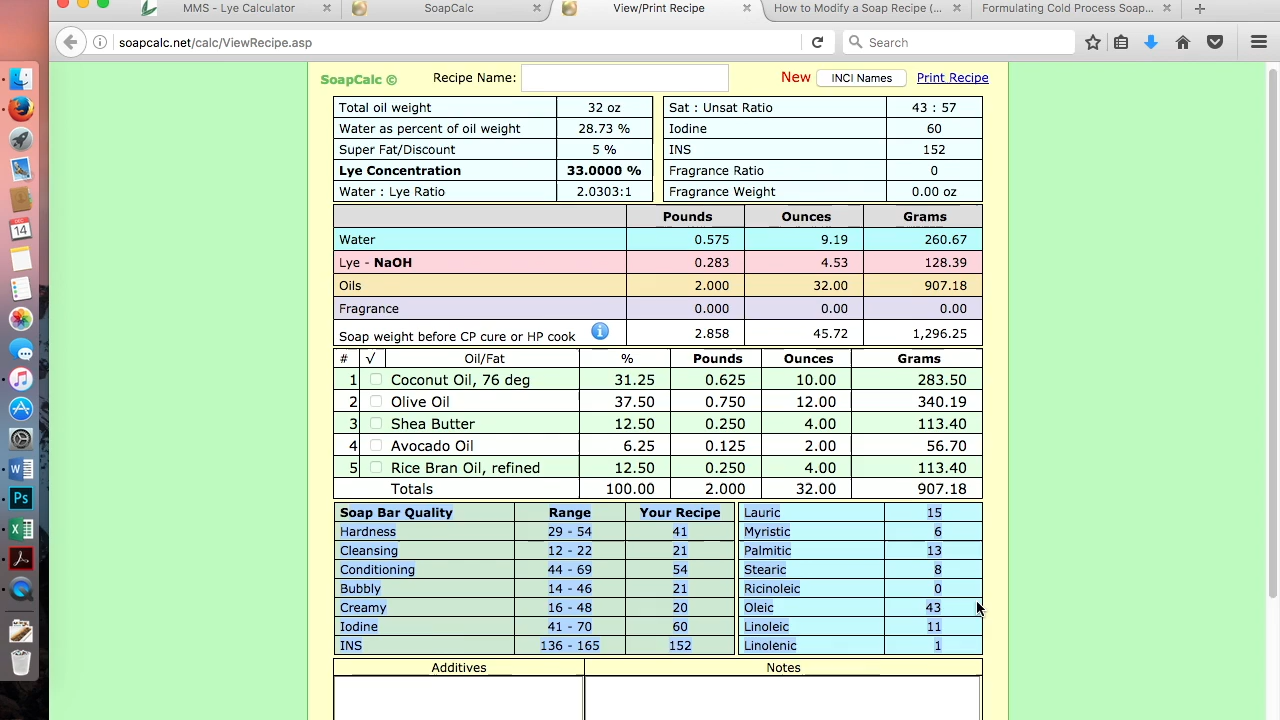 MMS - Lye Calculator
SoapCalc
View/Print Recipe
How to Modify a Soap Recipe (...
Formulating Cold Process Soap...
soapcalc.net/calc/ViewRecipe.asp
Search
SoapCalc ©
Recipe Name:
New
INCI Names
Print Recipe
Total oil weight 32 oz
Water as percent of oil weight 28.73 %
Super Fat/Discount 5 %
Lye Concentration 33.0000 %
Water : Lye Ratio 2.0303:1
Sat : Unsat Ratio 43 : 57
Iodine 60
INS 152
Fragrance Ratio 0
Fragrance Weight 0.00 oz
Pounds Ounces Grams
Water 0.575 9.19 260.67
Lye - NaOH 0.283 4.53 128.39
Oils 2.000 32.00 907.18
Fragrance 0.000 0.00 0.00
Soap weight before CP cure or HP cook i 2.858 45.72 1,296.25
# √ Oil/Fat % Pounds Ounces Grams
1 Coconut Oil, 76 deg 31.25 0.625 10.00 283.50
2 Olive Oil 37.50 0.750 12.00 340.19
3 Shea Butter 12.50 0.250 4.00 113.40
4 Avocado Oil 6.25 0.125 2.00 56.70
5 Rice Bran Oil, refined 12.50 0.250 4.00 113.40
Totals 100.00 2.000 32.00 907.18
Soap Bar Quality Range Your Recipe
Hardness 29 - 54 41
Cleansing 12 - 22 21
Conditioning 44 - 69 54
Bubbly 14 - 46 21
Creamy 16 - 48 20
Iodine 41 - 70 60
INS 136 - 165 152
Lauric 15
Myristic 6
Palmitic 13
Stearic 8
Ricinoleic 0
Oleic 43
Linoleic 11
Linolenic 1
Additives
Notes
DEC
14
W
Ps
X